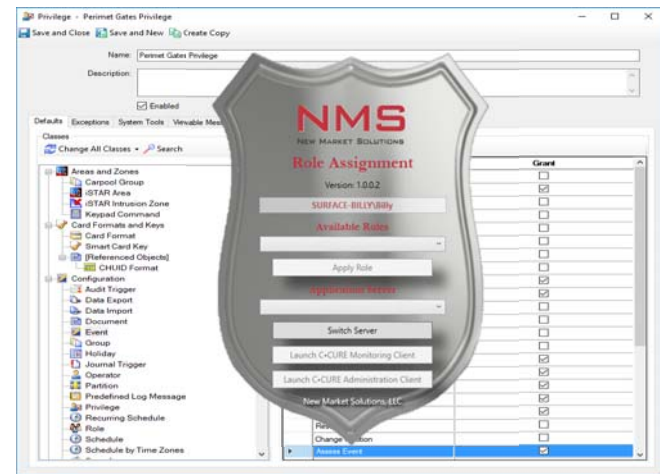 Privilege - Perimet Gates Privilege
Save and Close Save and New Create Copy
Name: Perimet Gates Privilege
Description:
Enabled
Defaults Exceptions System Tools Viewable Mes
Classes
Change All Classes Search
Grant
Areas and Zones
Carpool Group
iSTAR Area
iSTAR Intrusion Zone
Keypad Command
Card Formats and Keys
Card Format
Smart Card Key
[Referenced Objects]
CHUID Format
Configuration
Audit Trigger
Data Export
Data Import
Document
Event
Group
Holiday
Journal Trigger
Operator
Partition
Predefined Log Message
Privilege
Recurring Schedule
Role
Schedule
Schedule by Time Zones
NMS
NEW MARKET SOLUTIONS
Role Assignment
Version: 1.0.0.2
SURFACE-BILLY\Billy
Available Roles
Apply Role
Application Server
Switch Server
Launch C•CURE Monitoring Client
Launch C•CURE Administration Client
New Market Solutions, LLC
Change
Assess Event